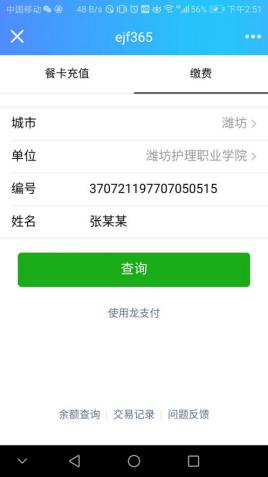 中国移动 48 B/s 56% 下午2:51
ejf365
餐卡充值 缴费
城市 潍坊
单位 潍坊护理职业学院
编号 370721197707050515
姓名 张某某
查询
使用龙支付
余额查询 交易记录 问题反馈